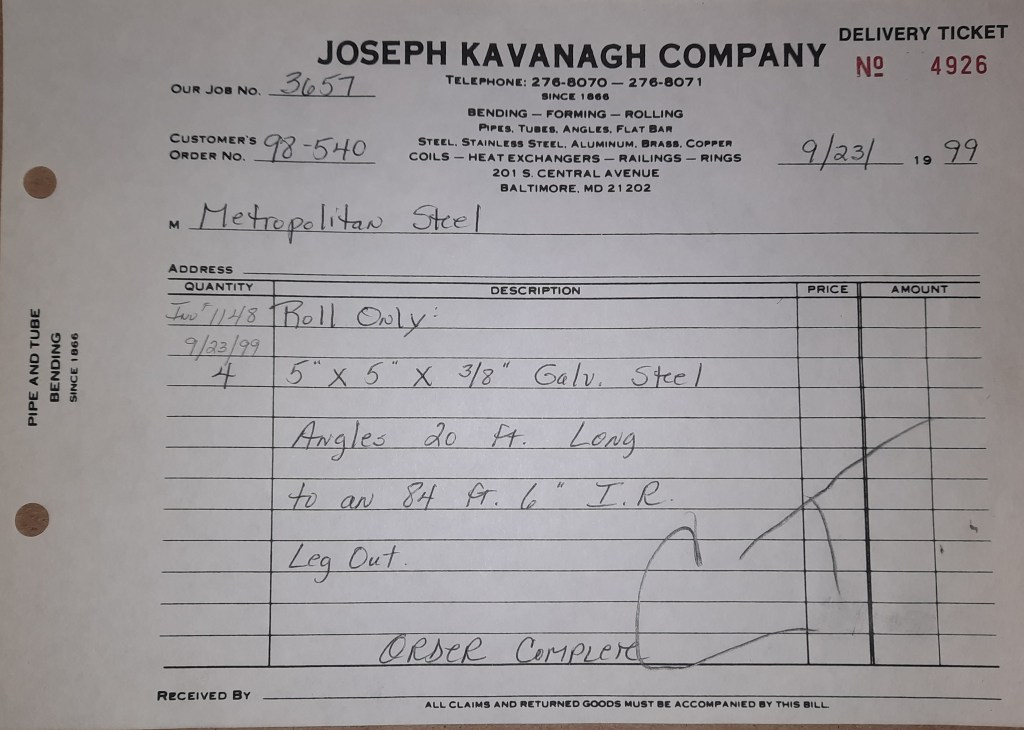 DELIVERY TICKET
JOSEPH KAVANAGH COMPANY
Nº 4926
TELEPHONE: 276-8070 — 276-8071
SINCE 1866
OUR JOB NO. 3657
BENDING — FORMING — ROLLING
PIPES, TUBES, ANGLES, FLAT BAR
STEEL, STAINLESS STEEL, ALUMINUM, BRASS, COPPER
COILS — HEAT EXCHANGERS — RAILINGS — RINGS
201 S. CENTRAL AVENUE
BALTIMORE, MD 21202
CUSTOMER'S
ORDER NO. 98-540
9/23/ 19 99
M Metropolitan Steel
ADDRESS
QUANTITY DESCRIPTION PRICE AMOUNT
Inv # 1148 Roll Only:
9/23/99
4 5" X 5" X 3/8" Galv. Steel
Angles 20 Ft. Long
to an 84 ft. 6" I.R.
Leg Out.
ORDER COMPLETE
RECEIVED BY
ALL CLAIMS AND RETURNED GOODS MUST BE ACCOMPANIED BY THIS BILL
PIPE AND TUBE
BENDING
SINCE 1866